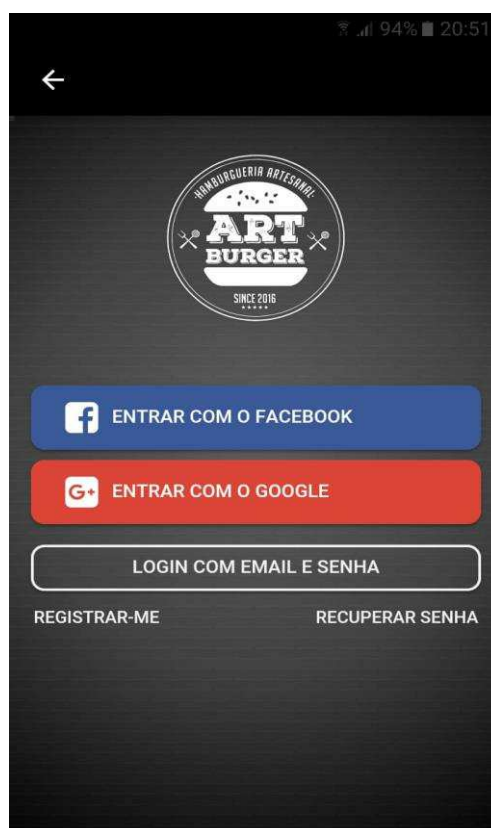 94% 20:51
HAMBURGUERIA ARTESANAL
ART
BURGER
SINCE 2016
f ENTRAR COM O FACEBOOK
G+ ENTRAR COM O GOOGLE
LOGIN COM EMAIL E SENHA
REGISTRAR-ME RECUPERAR SENHA